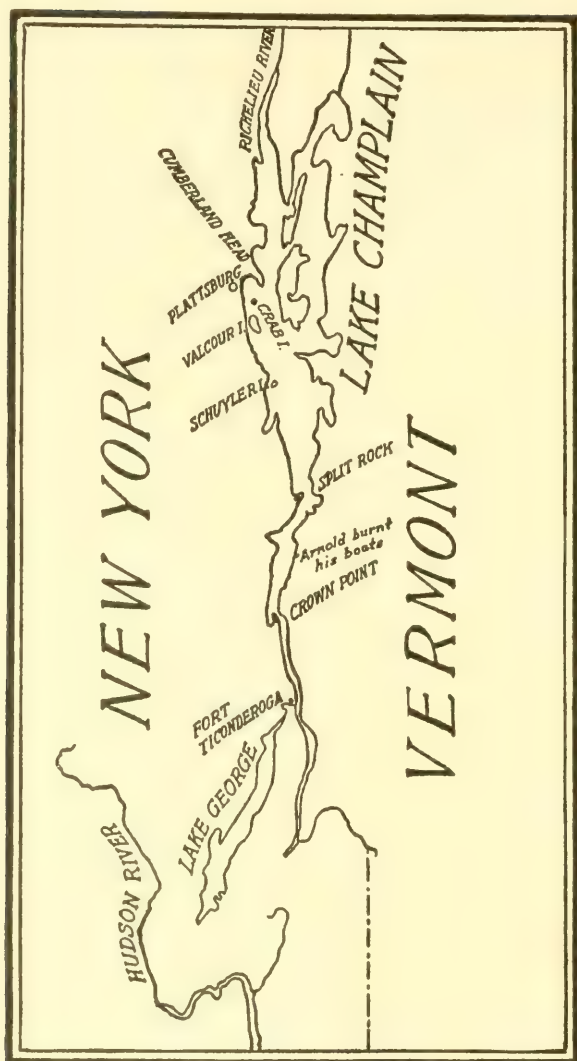 RICHELIEU RIVER
CUMBERLAND HEAD
PLATTSBURG
CRAB I.
VALCOUR I.
SCHUYLER I.
LAKE CHAMPLAIN
NEW YORK
SPLIT ROCK
Arnold burnt
his boats
CROWN POINT
VERMONT
FORT
TICONDEROGA
LAKE GEORGE
HUDSON RIVER